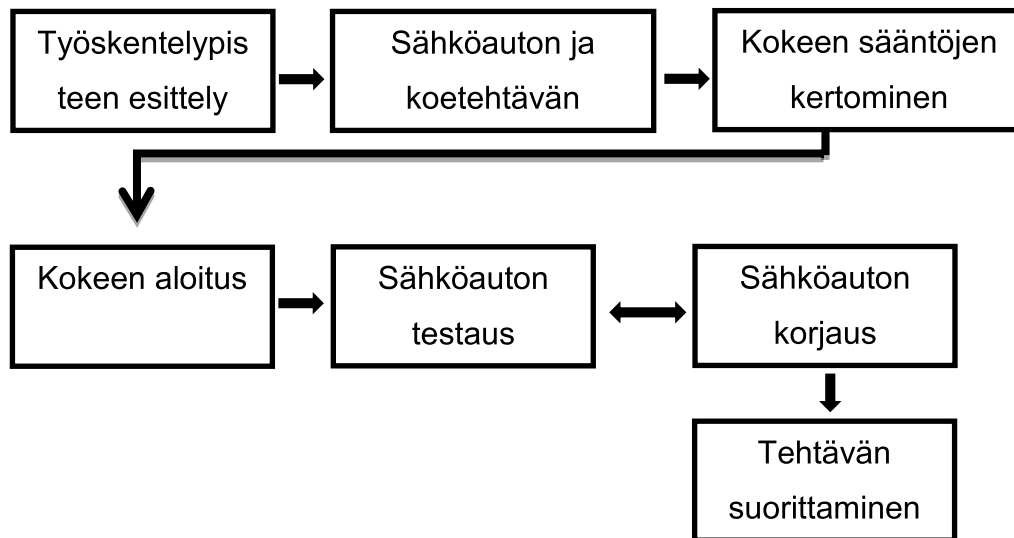 Työskentelypis
teen esittely
Sähköauton ja
koetehtävän
Kokeen sääntöjen
kertominen
Kokeen aloitus
Sähköauton
testaus
Sähköauton
korjaus
Tehtävän
suorittaminen